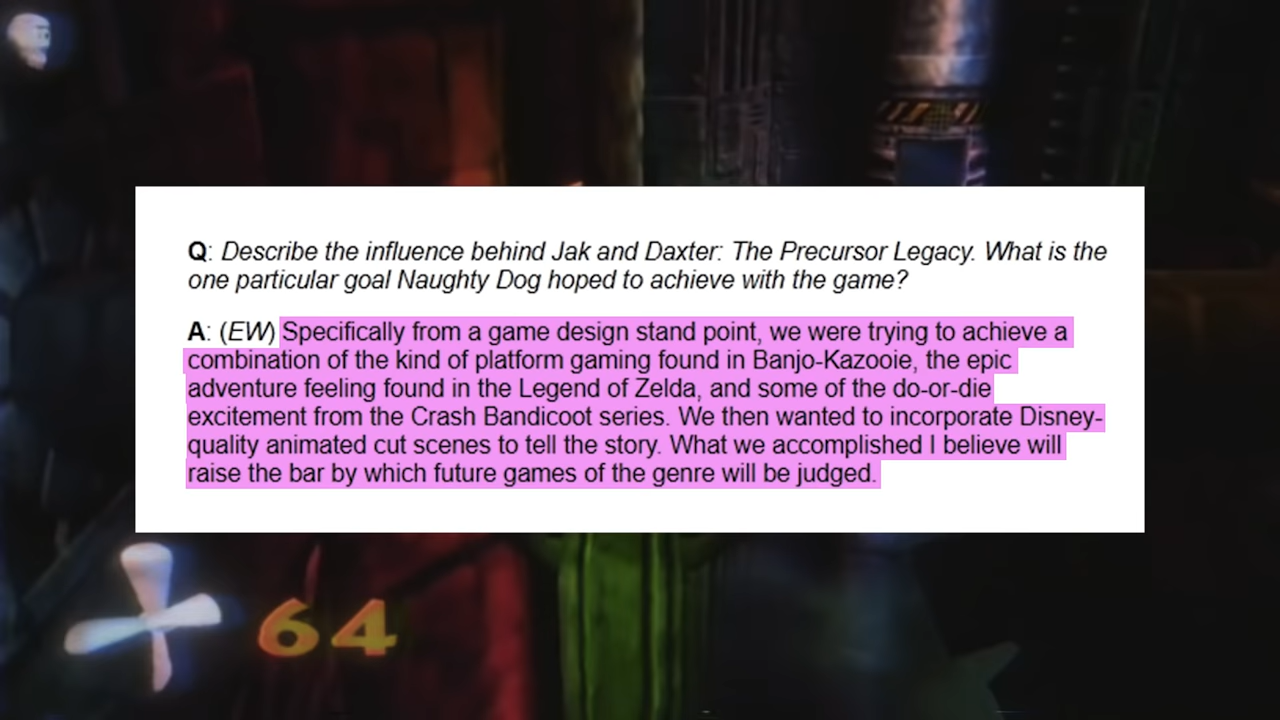 Q: Describe the influence behind Jak and Daxter: The Precursor Legacy. What is the
one particular goal Naughty Dog hoped to achieve with the game?
A: (EW) Specifically from a game design stand point, we were trying to achieve a
combination of the kind of platform gaming found in Banjo-Kazooie, the epic
adventure feeling found in the Legend of Zelda, and some of the do-or-die
excitement from the Crash Bandicoot series. We then wanted to incorporate Disney-
quality animated cut scenes to tell the story. What we accomplished I believe will
raise the bar by which future games of the genre will be judged.
64